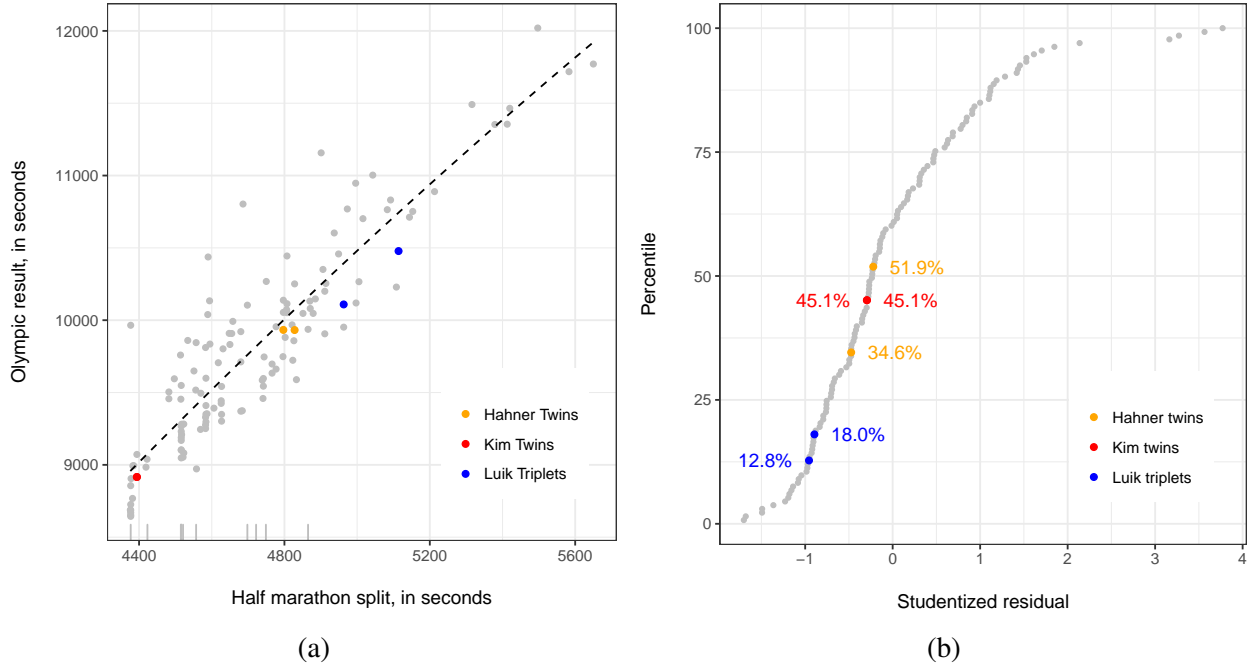 12000
11000
10000
9000
4400
4800
5200
5600
Olympic result, in seconds
Half marathon split, in seconds
Hahner Twins
Kim Twins
Luik Triplets
(a)
100
75
50
25
0
−1
0
1
2
3
4
Percentile
Studentized residual
51.9%
45.1% 45.1%
34.6%
18.0%
12.8%
Hahner twins
Kim twins
Luik triplets
(b)